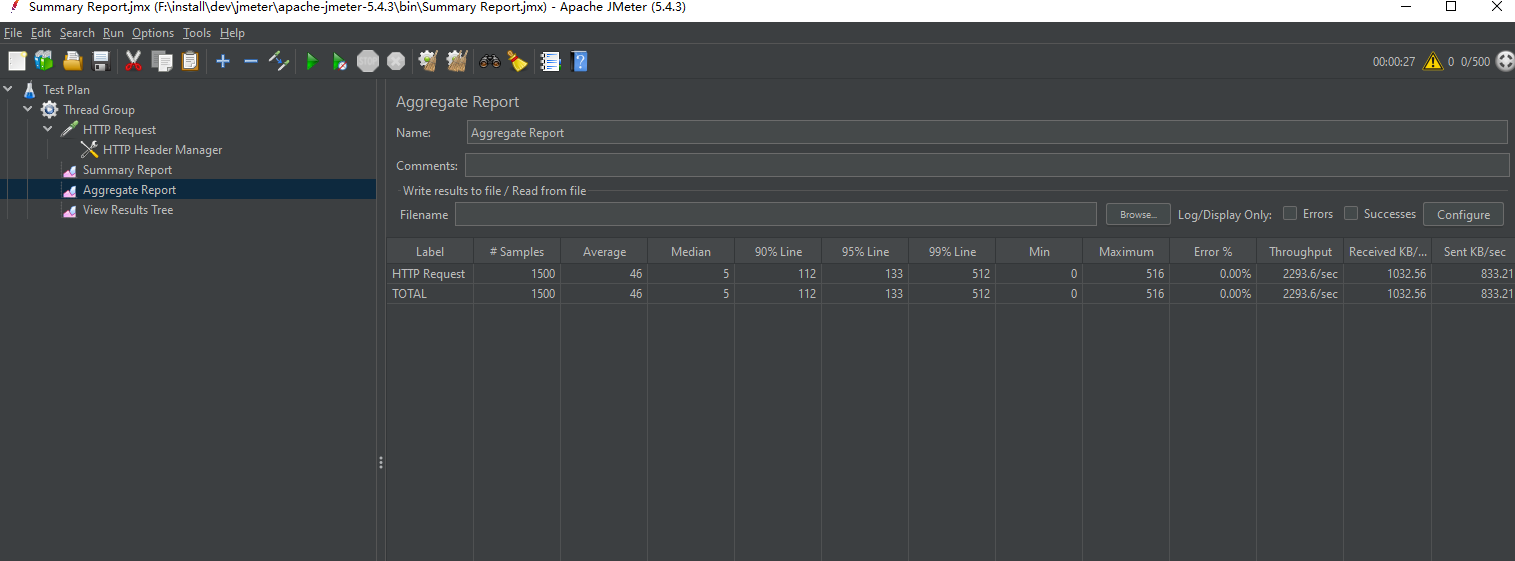 Summary Report.jmx (F:\install\dev\jmeter\apache-jmeter-5.4.3\bin\Summary Report.jmx) - Apache JMeter (5.4.3)
File Edit Search Run Options Tools Help
STOP 00:00:27 0 0/500
Test Plan
Thread Group
HTTP Request
HTTP Header Manager
Summary Report
Aggregate Report
View Results Tree
Aggregate Report
Name: Aggregate Report
Comments:
Write results to file / Read from file
Filename Browse... Log/Display Only: Errors Successes Configure
Label # Samples Average Median 90% Line 95% Line 99% Line Min Maximum Error % Throughput Received KB/... Sent KB/sec
HTTP Request 1500 46 5 112 133 512 0 516 0.00% 2293.6/sec 1032.56 833.21
TOTAL 1500 46 5 112 133 512 0 516 0.00% 2293.6/sec 1032.56 833.21